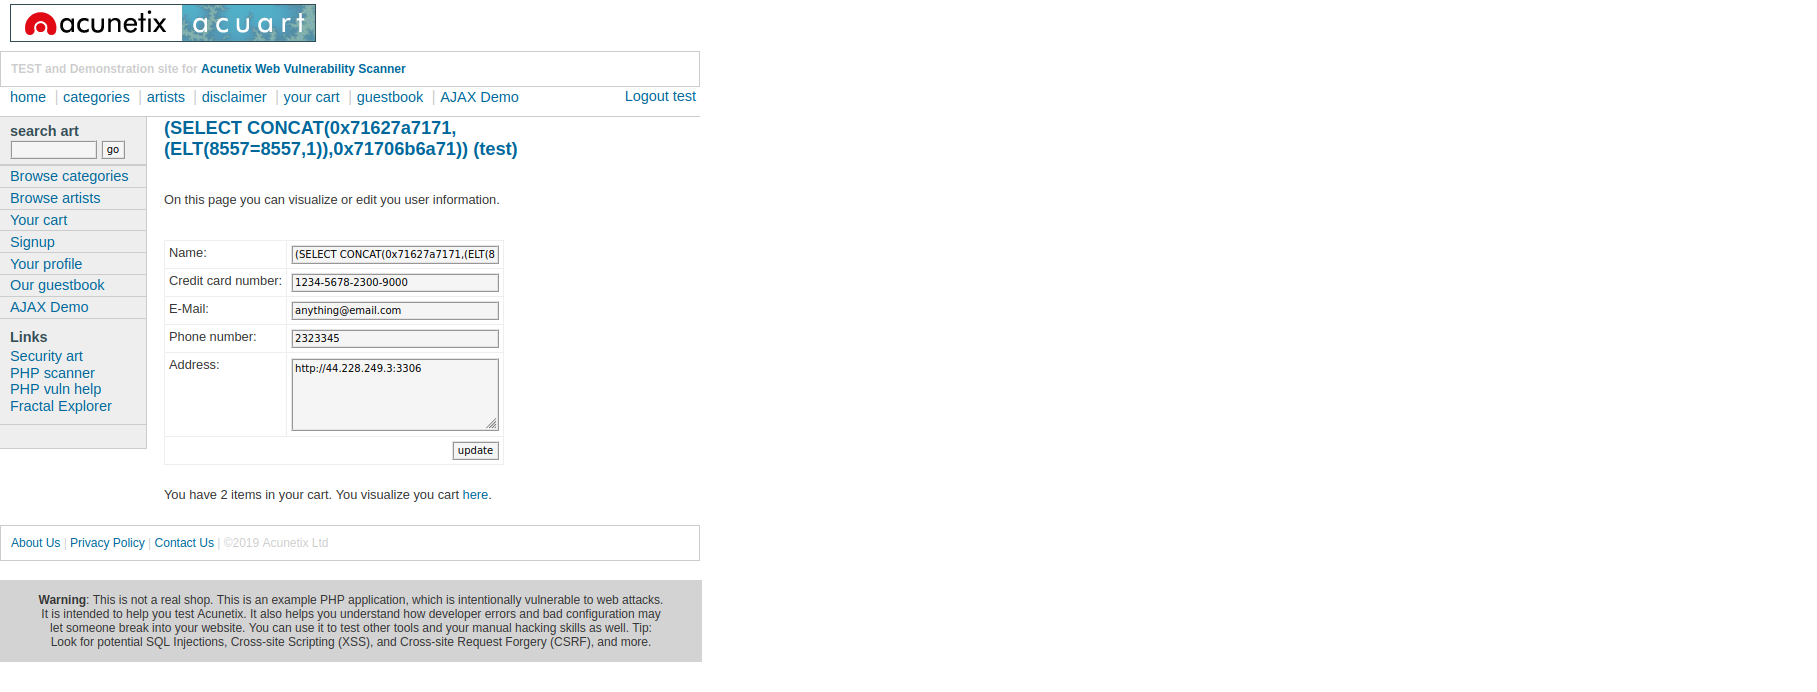 acunetix acuart
TEST and Demonstration site for Acunetix Web Vulnerability Scanner
home | categories | artists | disclaimer | your cart | guestbook | AJAX Demo Logout test
search art
go
Browse categories
Browse artists
Your cart
Signup
Your profile
Our guestbook
AJAX Demo
Links
Security art
PHP scanner
PHP vuln help
Fractal Explorer
(SELECT CONCAT(0x71627a7171,
(ELT(8557=8557,1)),0x71706b6a71)) (test)
On this page you can visualize or edit you user information.
Name: (SELECT CONCAT(0x71627a7171,(ELT(8
Credit card number: 1234-5678-2300-9000
E-Mail: anything@email.com
Phone number: 2323345
Address: http://44.228.249.3:3306
update
You have 2 items in your cart. You visualize you cart here.
About Us | Privacy Policy | Contact Us | ©2019 Acunetix Ltd
Warning: This is not a real shop. This is an example PHP application, which is intentionally vulnerable to web attacks.
It is intended to help you test Acunetix. It also helps you understand how developer errors and bad configuration may
let someone break into your website. You can use it to test other tools and your manual hacking skills as well. Tip:
Look for potential SQL Injections, Cross-site Scripting (XSS), and Cross-site Request Forgery (CSRF), and more.